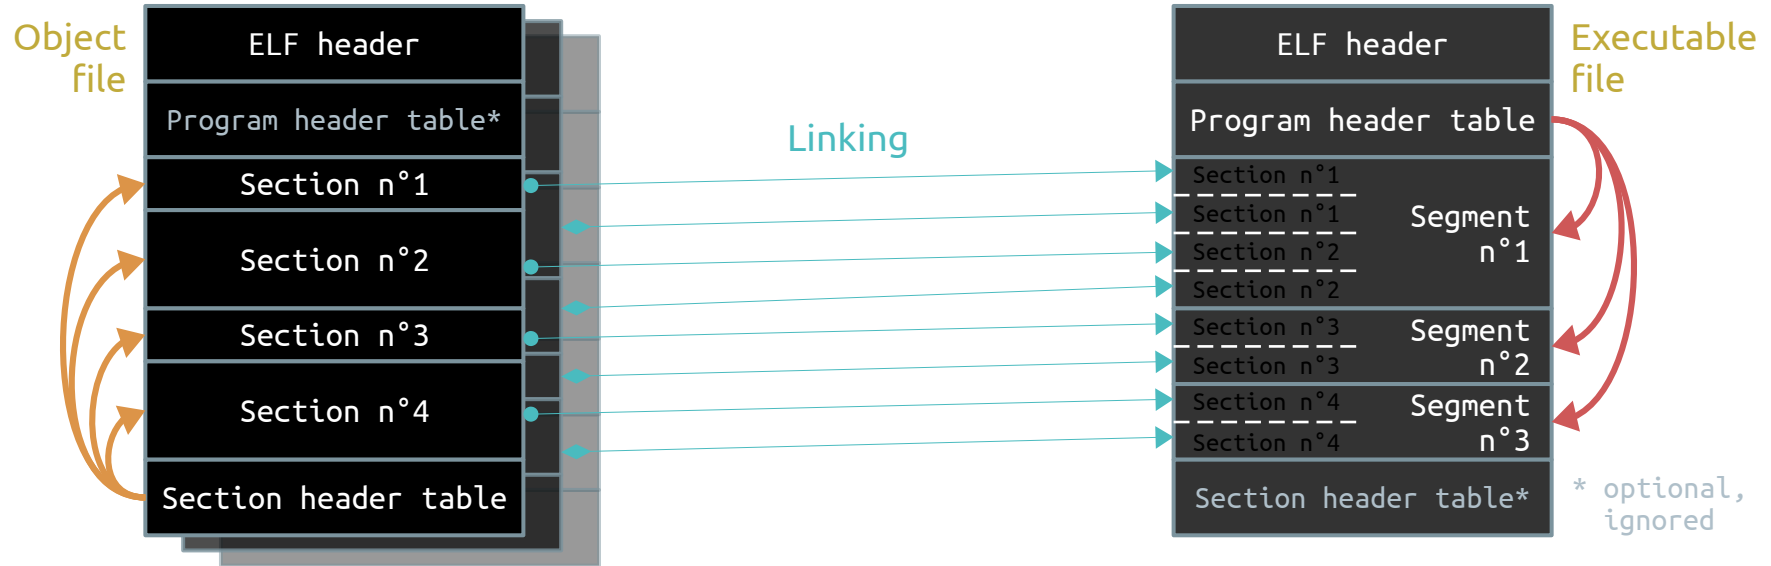 Object
file
ELF header
Program header table*
Section n°1
Section n°2
Section n°3
Section n°4
Section header table
Linking
ELF header
Program header table
Section n°1
Section n°1
Section n°2
Section n°2
Segment
n°1
Section n°3
Section n°3
Segment
n°2
Section n°4
Section n°4
Segment
n°3
Section header table*
Executable
file
* optional,
ignored